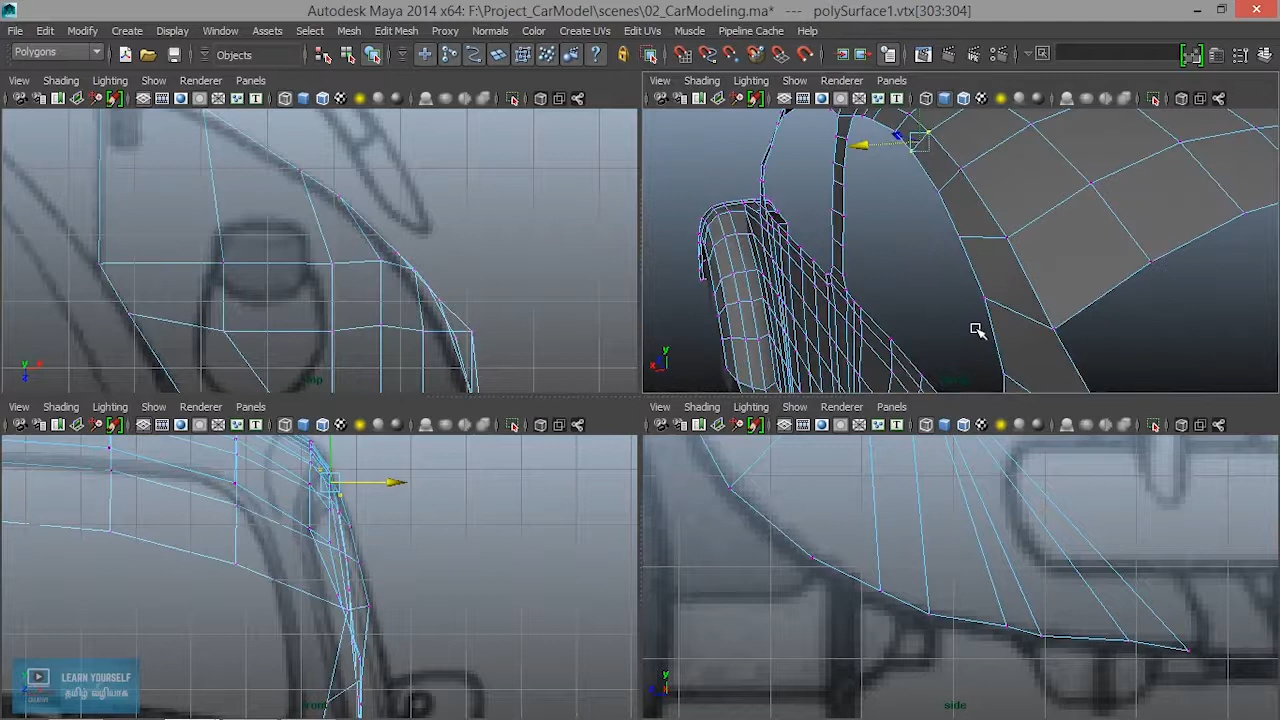 Autodesk Maya 2014 x64: F:\Project_CarModel\scenes\02_CarModeling.ma* --- polySurface1.vtx[303:304]
File Edit Modify Create Display Window Assets Select Mesh Edit Mesh Proxy Normals Color Create UVs Edit UVs Muscle Pipeline Cache Help
Polygons Objects
View Shading Lighting Show Renderer Panels
View Shading Lighting Show Renderer Panels
top
View Shading Lighting Show Renderer Panels
View Shading Lighting Show Renderer Panels
LEARN YOURSELF
தமிழ் வழியாக
front
side